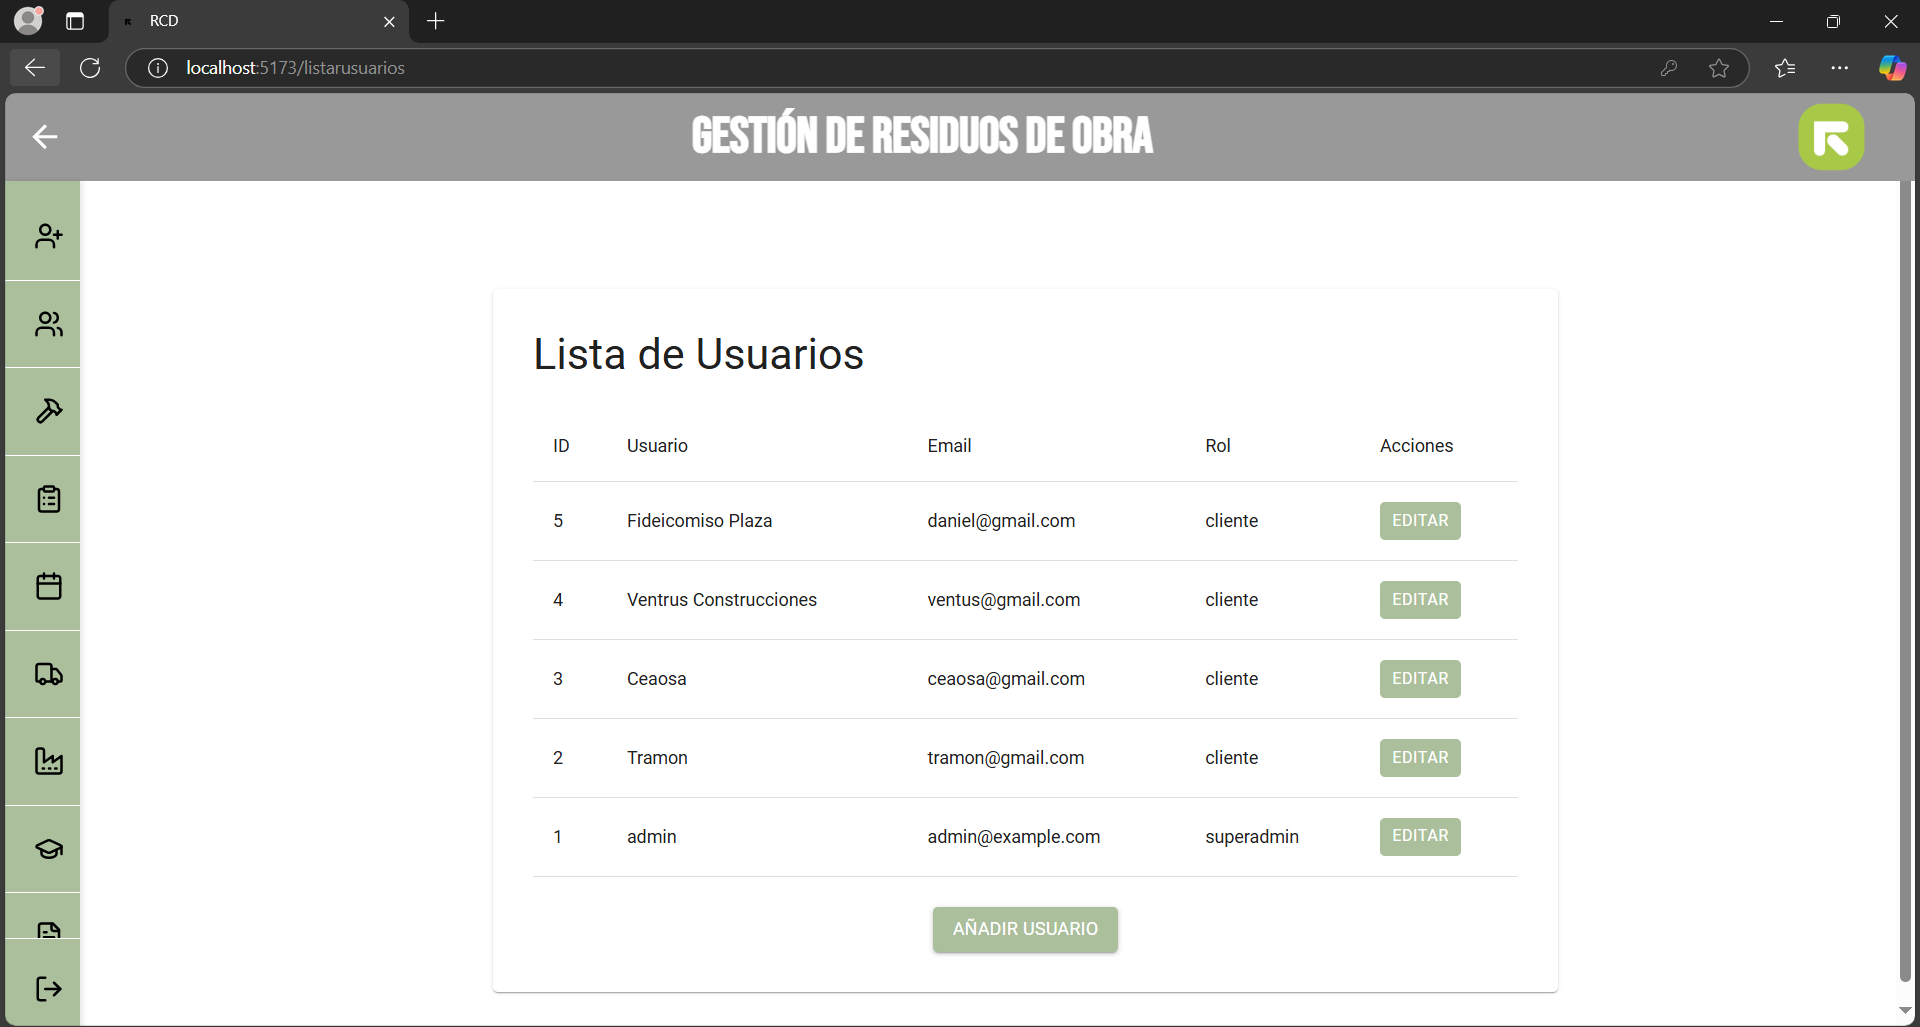 RCD
localhost:5173/listarusuarios
GESTIÓN DE RESIDUOS DE OBRA
Lista de Usuarios
ID Usuario Email Rol Acciones
5 Fideicomiso Plaza daniel@gmail.com cliente EDITAR
4 Ventrus Construcciones ventus@gmail.com cliente EDITAR
3 Ceaosa ceaosa@gmail.com cliente EDITAR
2 Tramon tramon@gmail.com cliente EDITAR
1 admin admin@example.com superadmin EDITAR
AÑADIR USUARIO